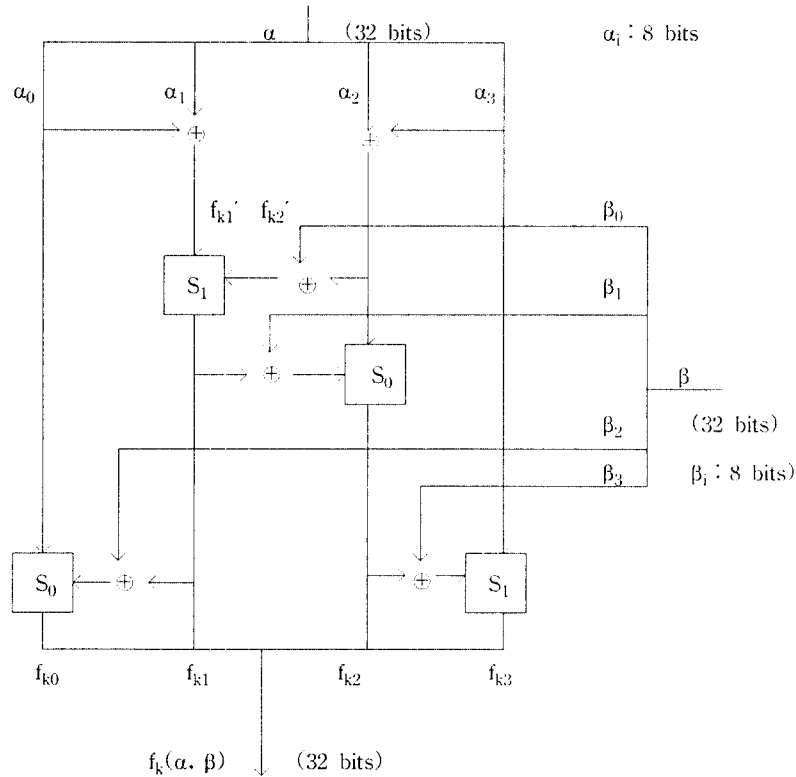 α (32 bits) αᵢ : 8 bits
α₀ α₁ α₂ α₃
fₖ₁′ fₖ₂′ β₀
S₁
β₁
S₀
β
β₂ (32 bits)
β₃ βᵢ : 8 bits)
S₀ S₁
fₖ₀ fₖ₁ fₖ₂ fₖ₃
fₖ(α, β) (32 bits)